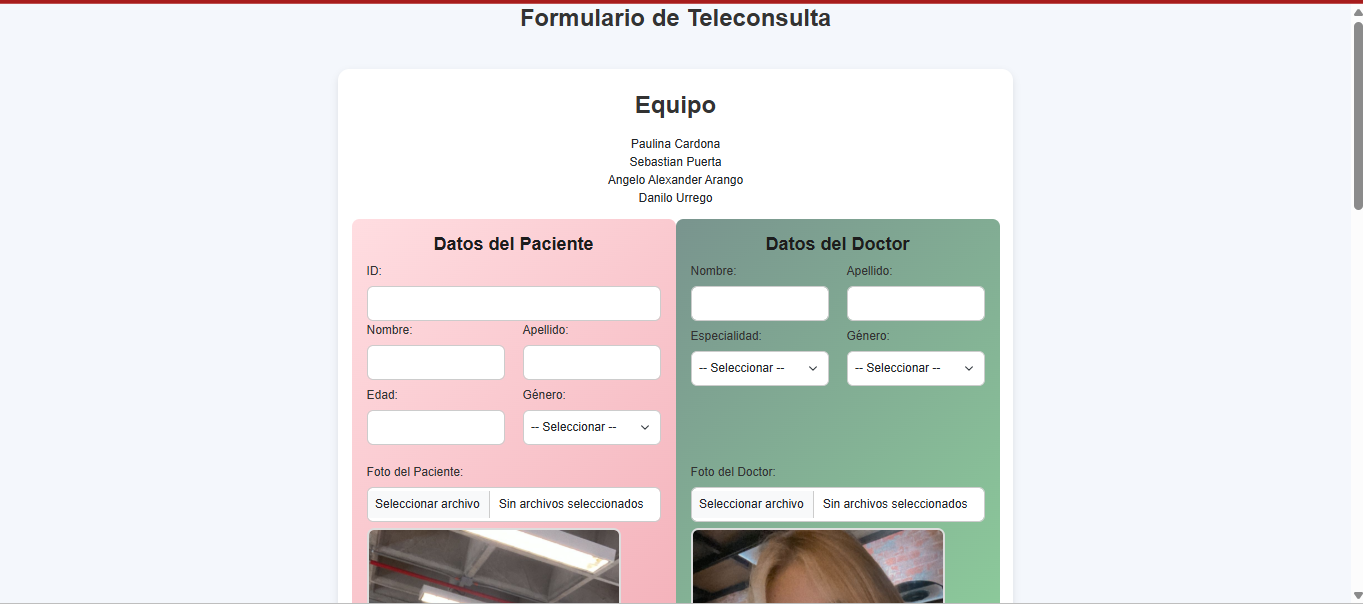 Formulario de Teleconsulta
Equipo
Paulina Cardona
Sebastian Puerta
Angelo Alexander Arango
Danilo Urrego
Datos del Paciente
ID:
Nombre: Apellido:
Edad: Género:
-- Seleccionar --
Foto del Paciente:
Seleccionar archivo Sin archivos seleccionados
Datos del Doctor
Nombre: Apellido:
Especialidad: Género:
-- Seleccionar -- -- Seleccionar --
Foto del Doctor:
Seleccionar archivo Sin archivos seleccionados